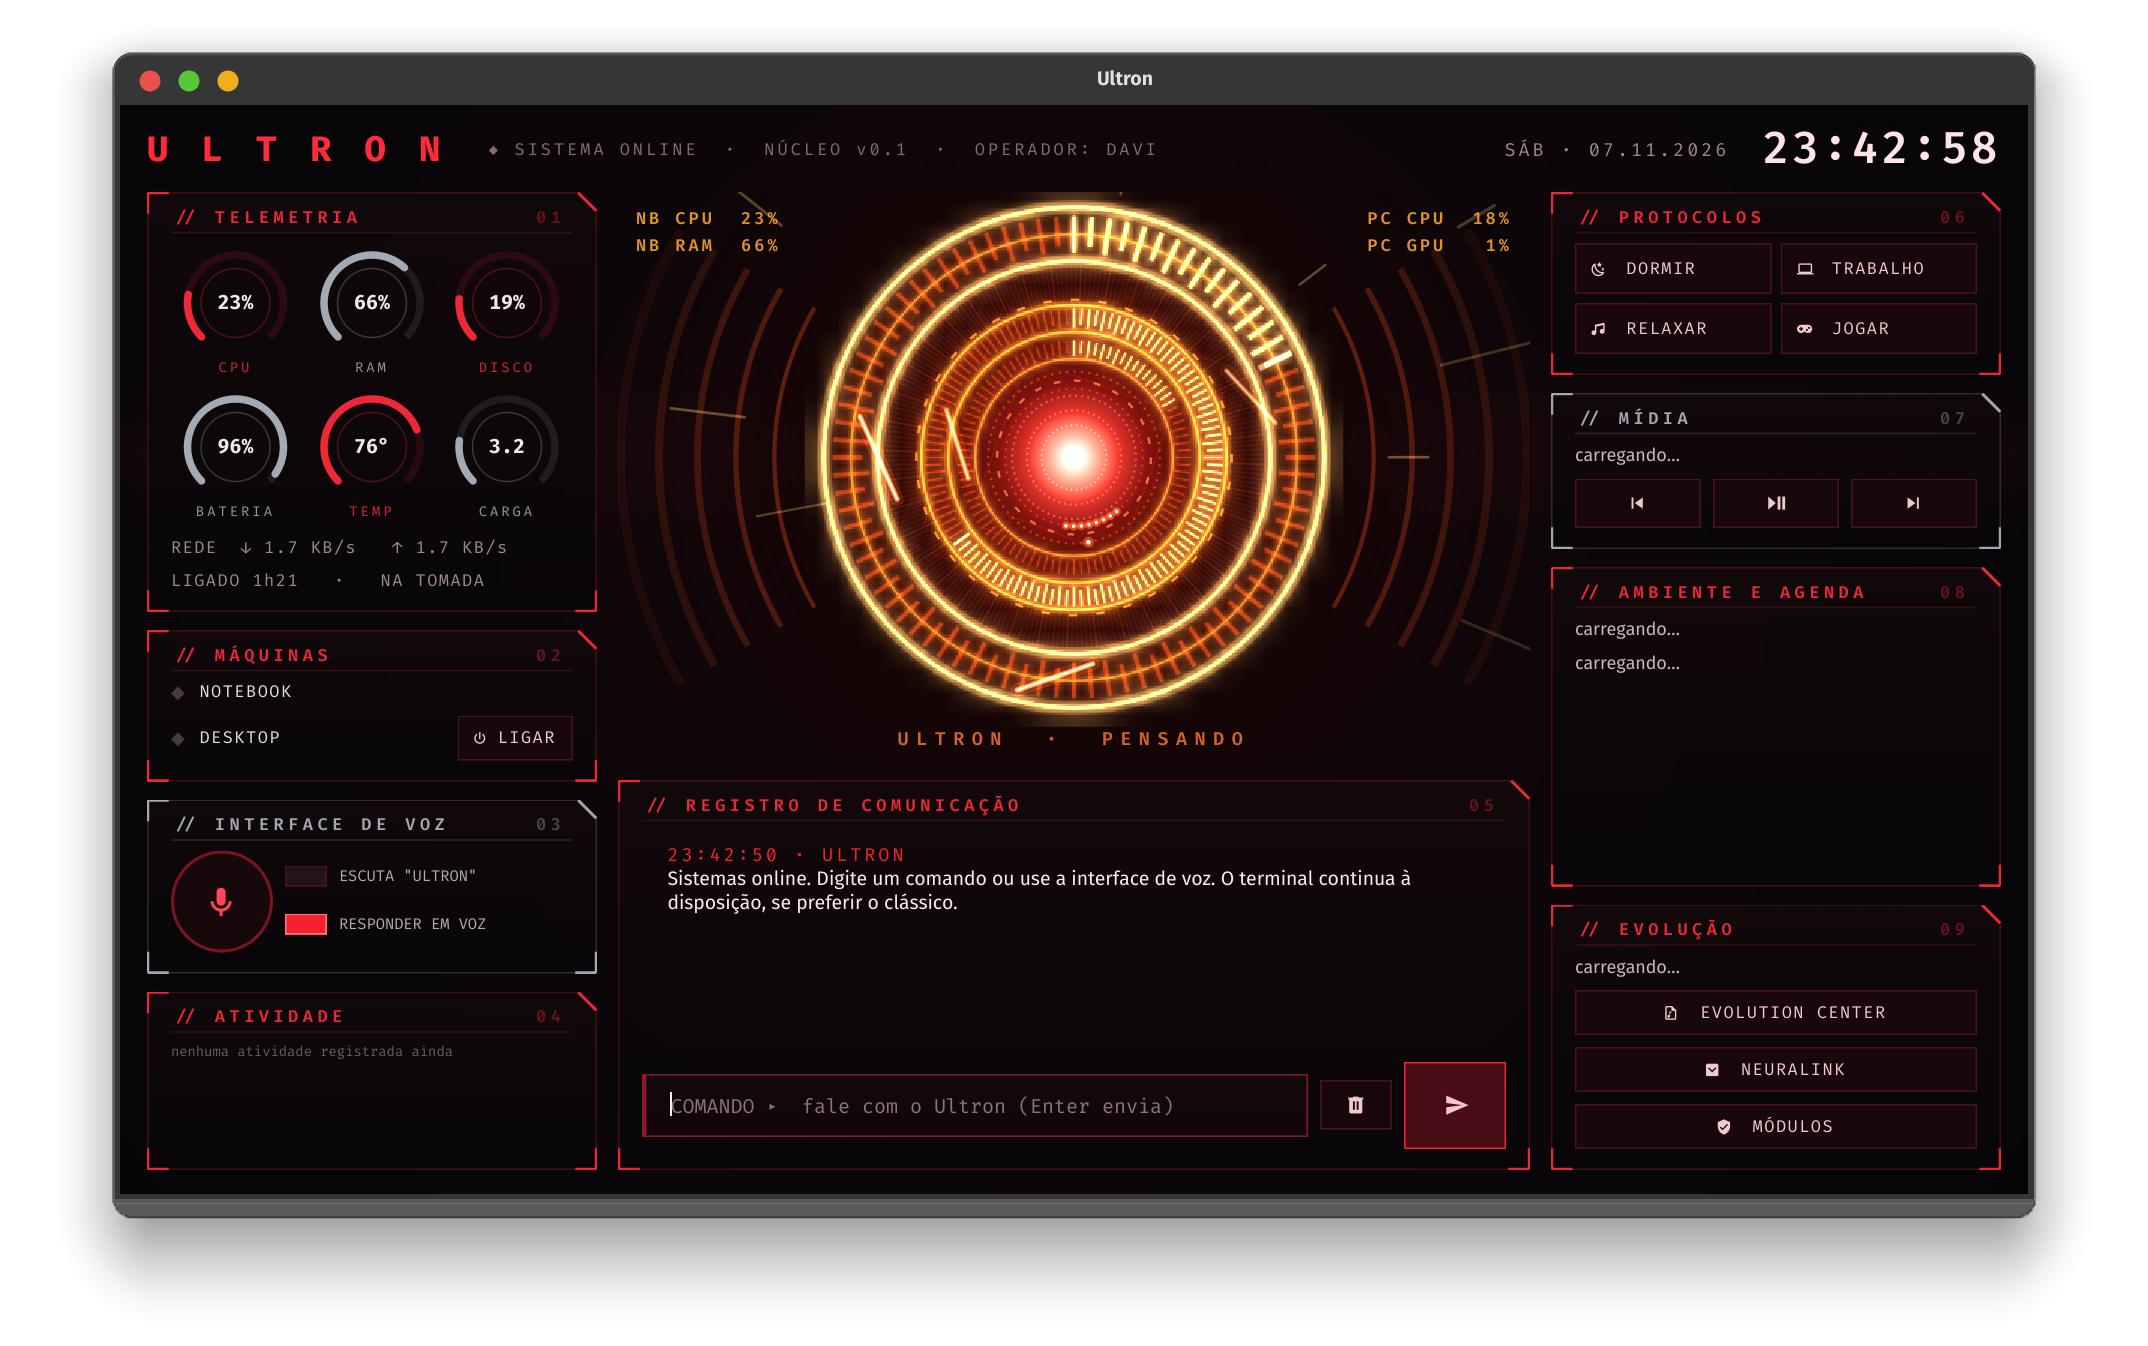 Ultron
ULTRON
◆ SISTEMA ONLINE · NÚCLEO v0.1 · OPERADOR: DAVI
SÁB · 07.11.2026 23:42:58
// TELEMETRIA 01
23% 66% 19%
CPU RAM DISCO
96% 76° 3.2
BATERIA TEMP CARGA
REDE ↓ 1.7 KB/s ↑ 1.7 KB/s
LIGADO 1h21 · NA TOMADA
// MÁQUINAS 02
◆ NOTEBOOK
◆ DESKTOP
LIGAR
// INTERFACE DE VOZ 03
ESCUTA "ULTRON"
RESPONDER EM VOZ
// ATIVIDADE 04
nenhuma atividade registrada ainda
NB CPU 23%
NB RAM 66%
PC CPU 18%
PC GPU 1%
ULTRON · PENSANDO
// REGISTRO DE COMUNICAÇÃO 05
23:42:50 · ULTRON
Sistemas online. Digite um comando ou use a interface de voz. O terminal continua à
disposição, se preferir o clássico.
COMANDO ▸ fale com o Ultron (Enter envia)
// PROTOCOLOS 06
DORMIR
TRABALHO
RELAXAR
JOGAR
// MÍDIA 07
carregando...
// AMBIENTE E AGENDA 08
carregando...
carregando...
// EVOLUÇÃO 09
carregando...
EVOLUTION CENTER
NEURALINK
MÓDULOS